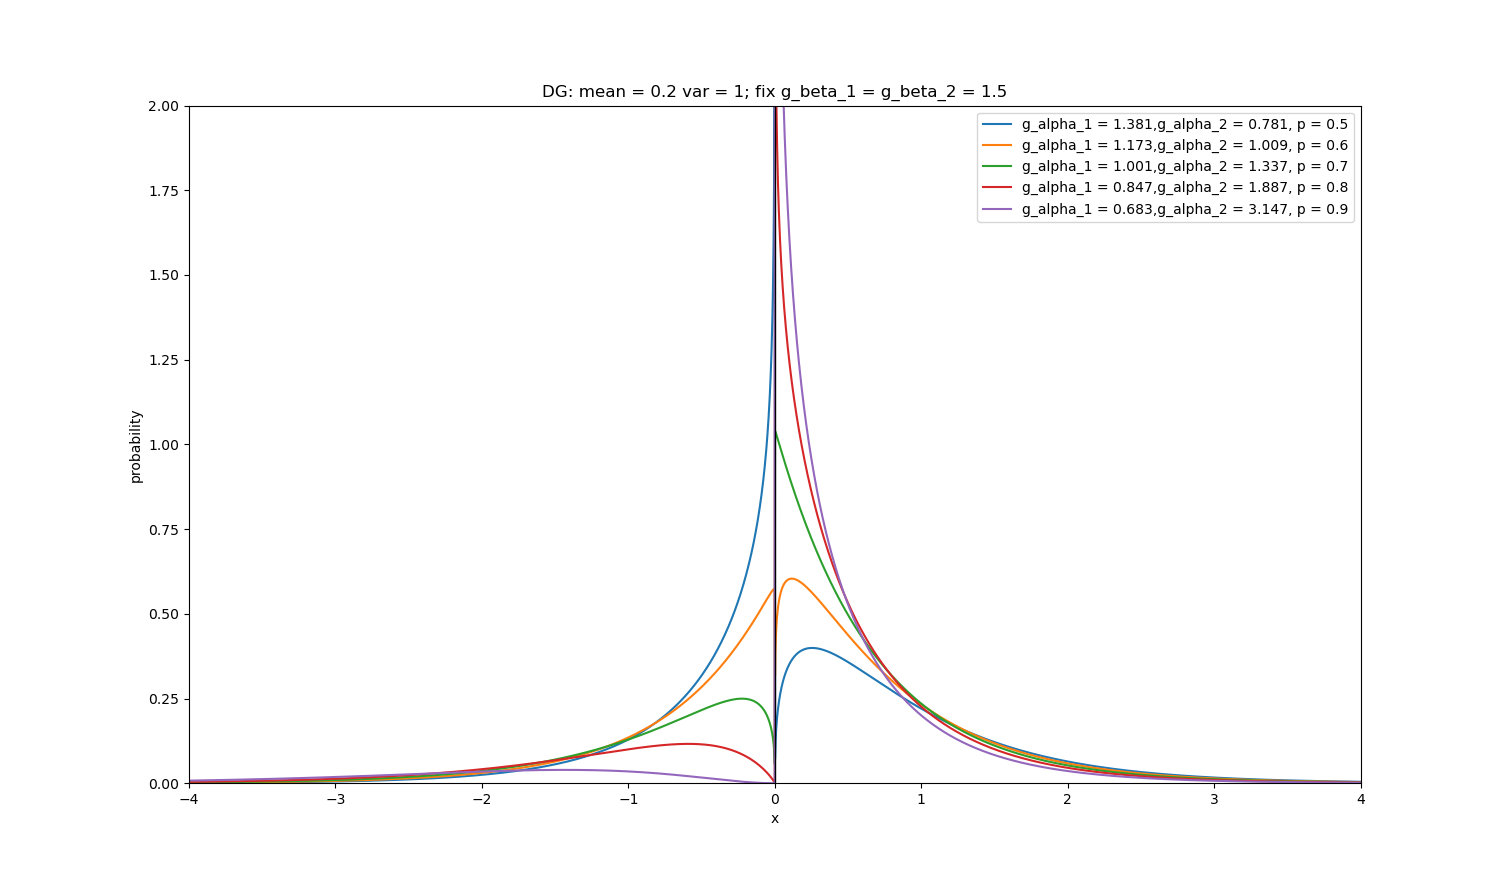 DG: mean = 0.2 var = 1; fix g_beta_1 = g_beta_2 = 1.5
2.00
1.75
1.50
1.25
1.00
0.75
0.50
0.25
0.00
probability
g_alpha_1 = 1.381,g_alpha_2 = 0.781, p = 0.5
g_alpha_1 = 1.173,g_alpha_2 = 1.009, p = 0.6
g_alpha_1 = 1.001,g_alpha_2 = 1.337, p = 0.7
g_alpha_1 = 0.847,g_alpha_2 = 1.887, p = 0.8
g_alpha_1 = 0.683,g_alpha_2 = 3.147, p = 0.9
−4 −3 −2 −1 0 1 2 3 4
x